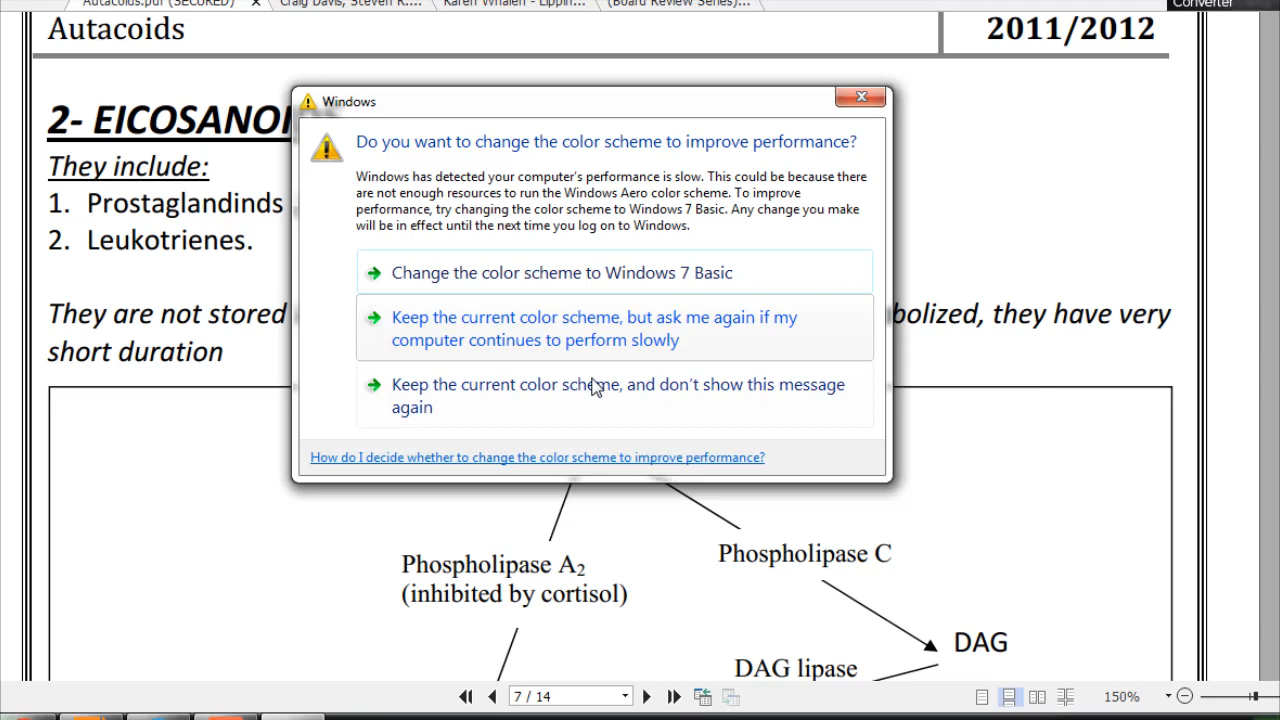 Autacoids.pdf (SECURED) Craig Davis, Steven R.... Karen Whalen - Lippin... (Board Review Series)...
Converter
Autacoids 2011/2012
2- EICOSANOI
They include:
1. Prostaglandinds
2. Leukotrienes.
They are not stored bolized, they have very
short duration
Windows
Do you want to change the color scheme to improve performance?
Windows has detected your computer's performance is slow. This could be because there
are not enough resources to run the Windows Aero color scheme. To improve
performance, try changing the color scheme to Windows 7 Basic. Any change you make
will be in effect until the next time you log on to Windows.
Change the color scheme to Windows 7 Basic
Keep the current color scheme, but ask me again if my
computer continues to perform slowly
Keep the current color scheme, and don't show this message
again
How do I decide whether to change the color scheme to improve performance?
Phospholipase A₂
(inhibited by cortisol)
Phospholipase C
DAG
DAG lipase
7 / 14
150%